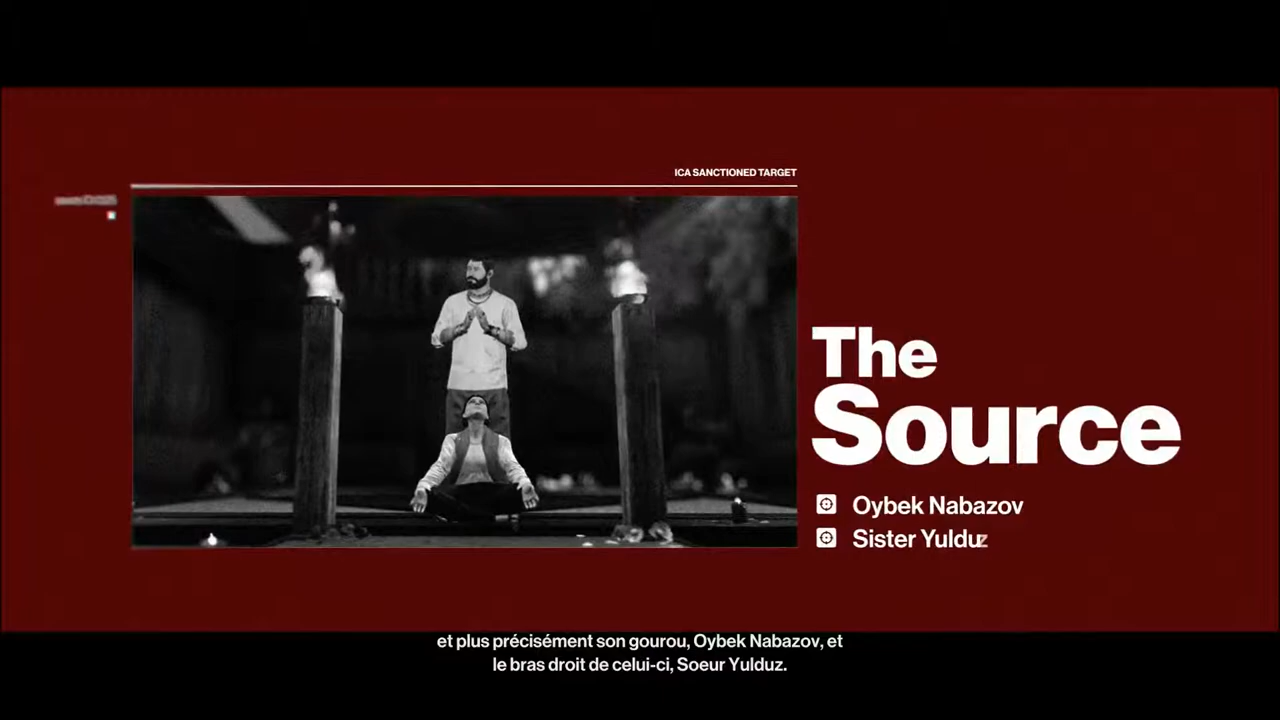 ICA SANCTIONED TARGET
The
Source
Oybek Nabazov
Sister Yulduz
et plus précisément son gourou, Oybek Nabazov, et
le bras droit de celui-ci, Soeur Yulduz.